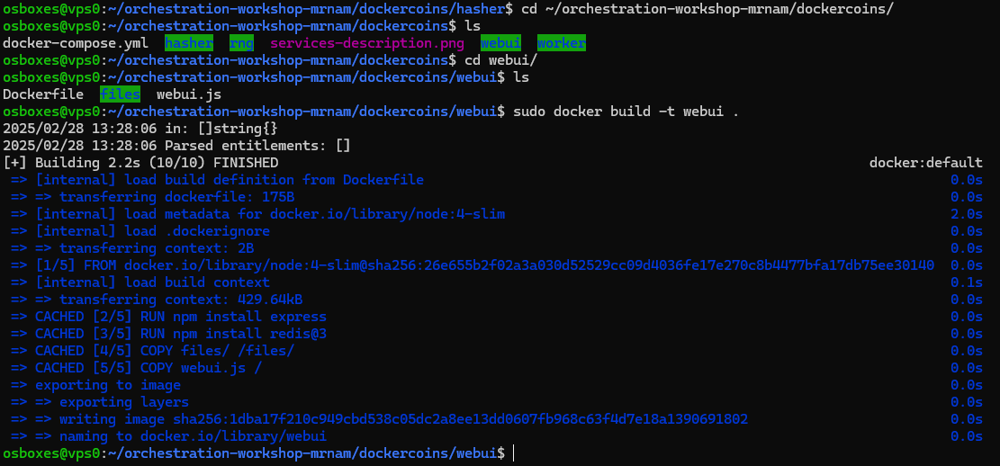 osboxes@vps0:~/orchestration-workshop-mrnam/dockercoins/hasher$ cd ~/orchestration-workshop-mrnam/dockercoins/
osboxes@vps0:~/orchestration-workshop-mrnam/dockercoins$ ls
docker-compose.yml  hasher  rng  services-description.png  webui  worker
osboxes@vps0:~/orchestration-workshop-mrnam/dockercoins$ cd webui/
osboxes@vps0:~/orchestration-workshop-mrnam/dockercoins/webui$ ls
Dockerfile  files  webui.js
osboxes@vps0:~/orchestration-workshop-mrnam/dockercoins/webui$ sudo docker build -t webui .
2025/02/28 13:28:06 in: []string{}
2025/02/28 13:28:06 Parsed entitlements: []
[+] Building 2.2s (10/10) FINISHED docker:default
=> [internal] load build definition from Dockerfile 0.0s
=> => transferring dockerfile: 175B 0.0s
=> [internal] load metadata for docker.io/library/node:4-slim 2.0s
=> [internal] load .dockerignore 0.0s
=> => transferring context: 2B 0.0s
=> [1/5] FROM docker.io/library/node:4-slim@sha256:26e655b2f02a3a030d52529cc09d4036fe17e270c8b4477bfa17db75ee30140 0.0s
=> [internal] load build context 0.1s
=> => transferring context: 429.64kB 0.0s
=> CACHED [2/5] RUN npm install express 0.0s
=> CACHED [3/5] RUN npm install redis@3 0.0s
=> CACHED [4/5] COPY files/ /files/ 0.0s
=> CACHED [5/5] COPY webui.js / 0.0s
=> exporting to image 0.0s
=> => exporting layers 0.0s
=> => writing image sha256:1dba17f210c949cbd538c05dc2a8ee13dd0607fb968c63f4d7e18a1390691802 0.0s
=> => naming to docker.io/library/webui 0.0s
osboxes@vps0:~/orchestration-workshop-mrnam/dockercoins/webui$